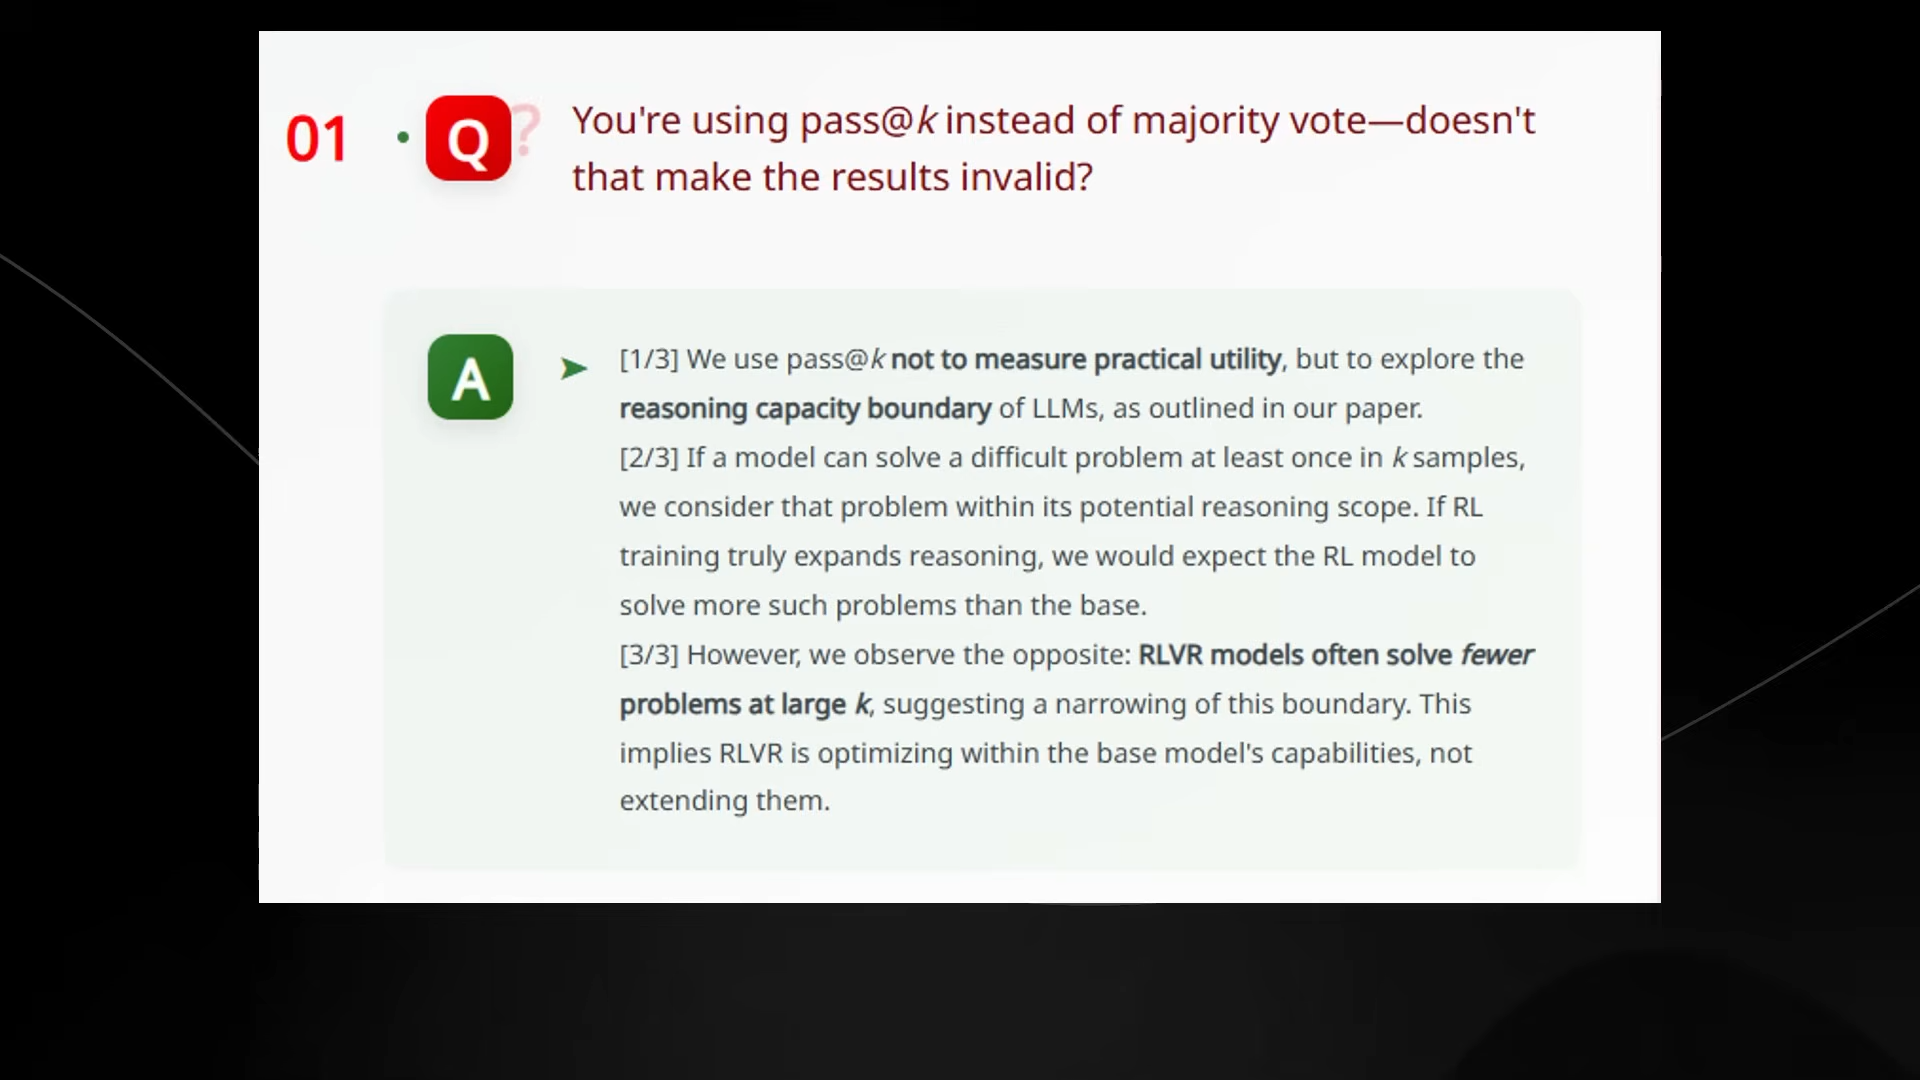 01 • Q ? You're using pass@k instead of majority vote—doesn't
that make the results invalid?
A ➤ [1/3] We use pass@k not to measure practical utility, but to explore the
reasoning capacity boundary of LLMs, as outlined in our paper.
[2/3] If a model can solve a difficult problem at least once in k samples,
we consider that problem within its potential reasoning scope. If RL
training truly expands reasoning, we would expect the RL model to
solve more such problems than the base.
[3/3] However, we observe the opposite: RLVR models often solve fewer
problems at large k, suggesting a narrowing of this boundary. This
implies RLVR is optimizing within the base model's capabilities, not
extending them.